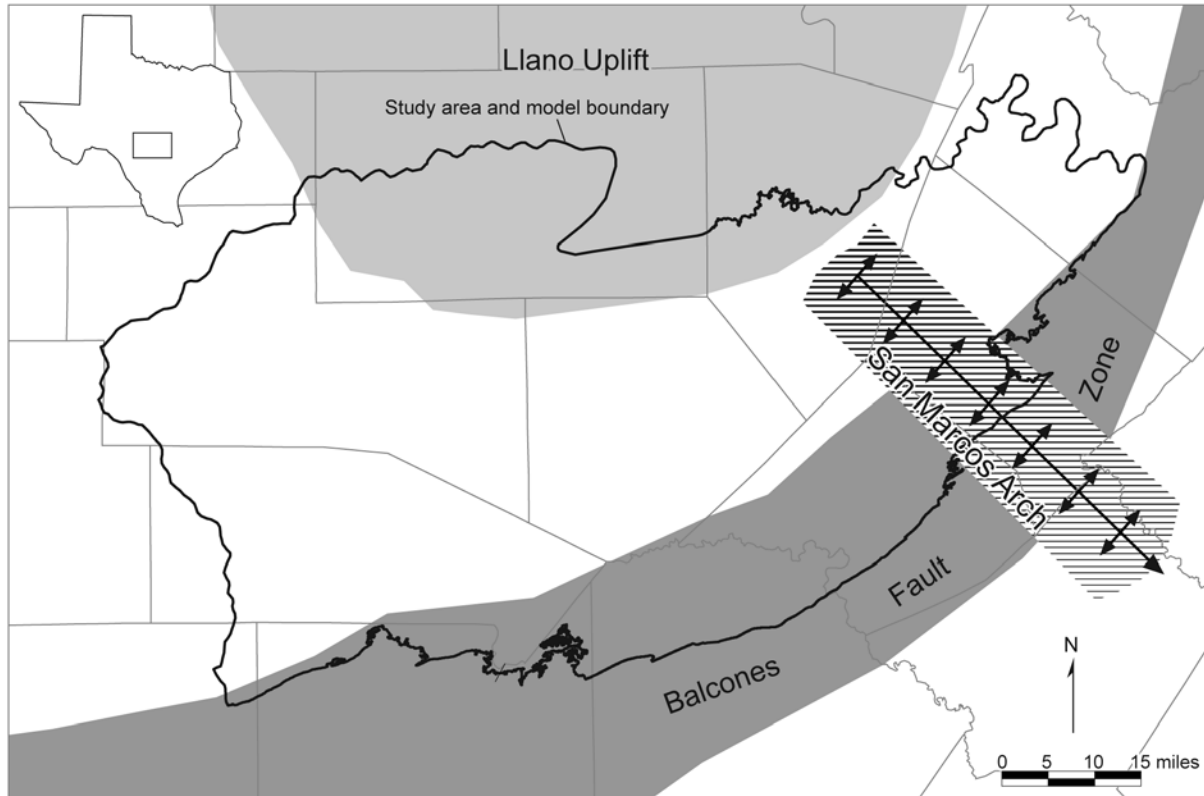 Llano Uplift
Study area and model boundary
San Marcos Arch
Zone
Fault
Balcones
N
0 5 10 15 miles